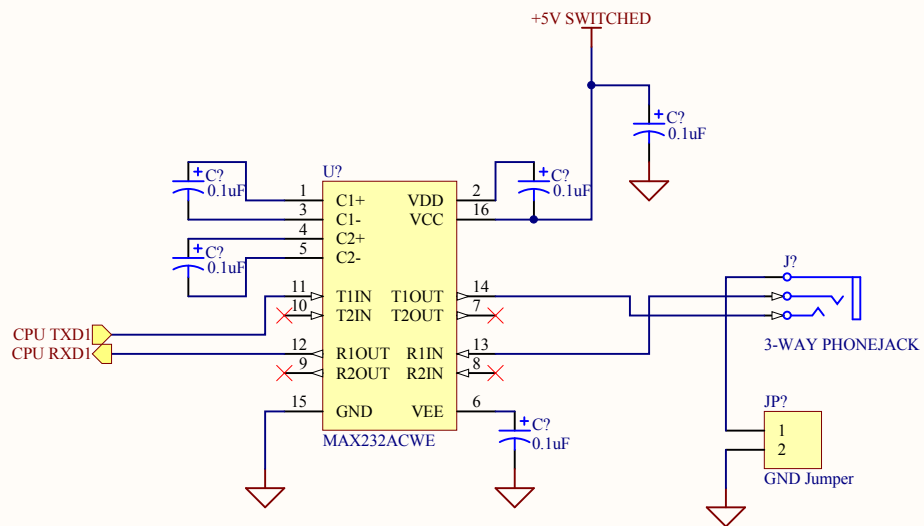 +5V SWITCHED
C?
0.1uF
U?
C?
0.1uF
C?
0.1uF
1 C1+ VDD 2
3 C1- VCC 16
4 C2+
5 C2-
C?
0.1uF
J?
11 T1IN T1OUT 14
10 T2IN T2OUT 7
CPU TXD1
CPU RXD1
12 R1OUT R1IN 13
9 R2OUT R2IN 8
3-WAY PHONEJACK
15 GND VEE 6
MAX232ACWE
C?
0.1uF
JP?
1
2
GND Jumper